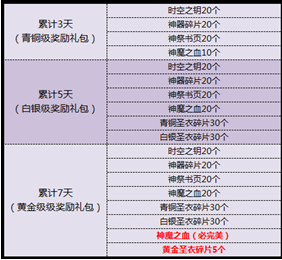 累计3天
（青铜级奖励礼包）
时空之钥20个
神器碎片20个
神祭书页20个
神魔之血10个
累计5天
（白银级奖励礼包）
时空之钥20个
神器碎片20个
神祭书页20个
神魔之血20个
青铜圣衣碎片30个
白银圣衣碎片30个
累计7天
（黄金级级奖励礼包）
时空之钥20个
神器碎片20个
神祭书页20个
神魔之血20个
青铜圣衣碎片30个
白银圣衣碎片30个
神魔之血（必完美）
黄金圣衣碎片5个